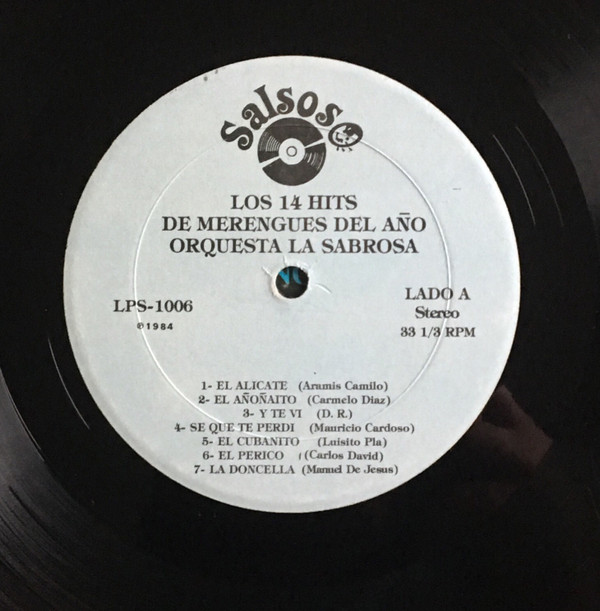 Salsoso
LOS 14 HITS
DE MERENGUES DEL AÑO
ORQUESTA LA SABROSA
LPS-1006
℗1984
LADO A
Stereo
33 1/3 RPM
1- EL ALICATE (Aramis Camilo)
2- EL AÑOÑAITO (Carmelo Diaz)
3- Y TE VI (D. R.)
4- SE QUE TE PERDI (Mauricio Cardoso)
5- EL CUBANITO (Luisito Pla)
6- EL PERICO (Carlos David)
7- LA DONCELLA (Manuel De Jesus)